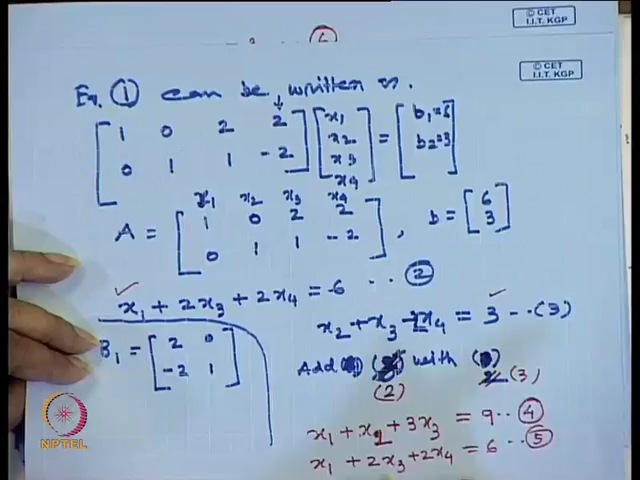 © CET
I.I.T. KGP
4
© CET
I.I.T. KGP
Eq. ① can be written as.
[1 0 2 2; 0 1 1 -2] [x1; x2; x3; x4] = [b1=6; b2=3]
x1 x2 x3 x4
A = [1 0 2 2; 0 1 1 -2], b = [6; 3]
x1 + 2x3 + 2x4 = 6 ·· ②
x2 + x3 - 2x4 = 3 -·(3)
B1 = [2 0; -2 1]
Add with
(2) (3)
x1 + x2 + 3x3 = 9 ·· ④
x1 + 2x3 + 2x4 = 6 ·· ⑤
NPTEL